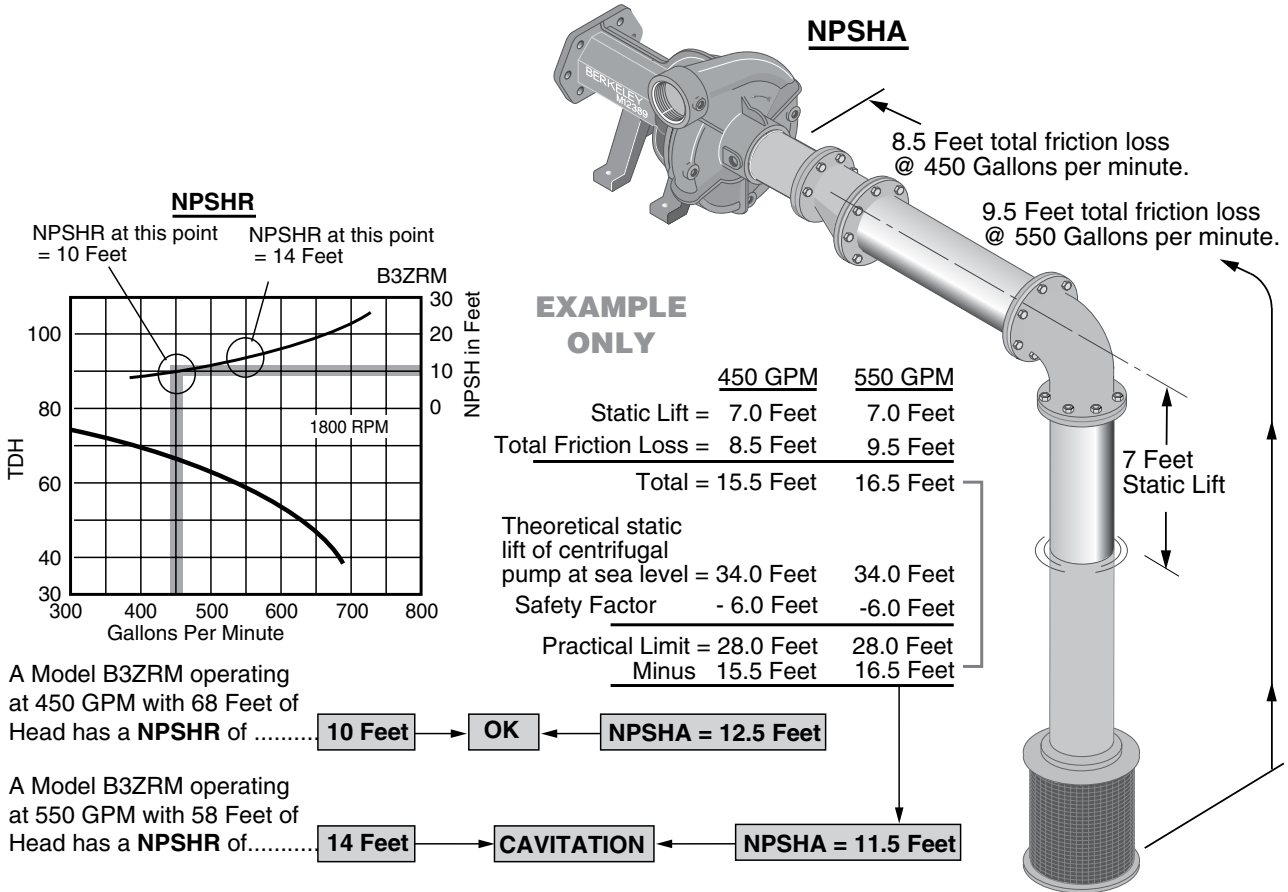 NPSHA
BERKELEY
M12389
8.5 Feet total friction loss
@ 450 Gallons per minute.
9.5 Feet total friction loss
@ 550 Gallons per minute.
NPSHR
NPSHR at this point
= 10 Feet
NPSHR at this point
= 14 Feet
B3ZRM
100
80
60
40
30
TDH
30
20
10
0
NPSH in Feet
1800 RPM
300 400 500 600 700 800
Gallons Per Minute
EXAMPLE
ONLY
450 GPM 550 GPM
Static Lift = 7.0 Feet 7.0 Feet
Total Friction Loss = 8.5 Feet 9.5 Feet
Total = 15.5 Feet 16.5 Feet
Theoretical static
lift of centrifugal
pump at sea level = 34.0 Feet 34.0 Feet
Safety Factor - 6.0 Feet -6.0 Feet
Practical Limit = 28.0 Feet 28.0 Feet
Minus 15.5 Feet 16.5 Feet
7 Feet
Static Lift
A Model B3ZRM operating
at 450 GPM with 68 Feet of
Head has a NPSHR of .......... 10 Feet OK NPSHA = 12.5 Feet
A Model B3ZRM operating
at 550 GPM with 58 Feet of
Head has a NPSHR of........... 14 Feet CAVITATION NPSHA = 11.5 Feet